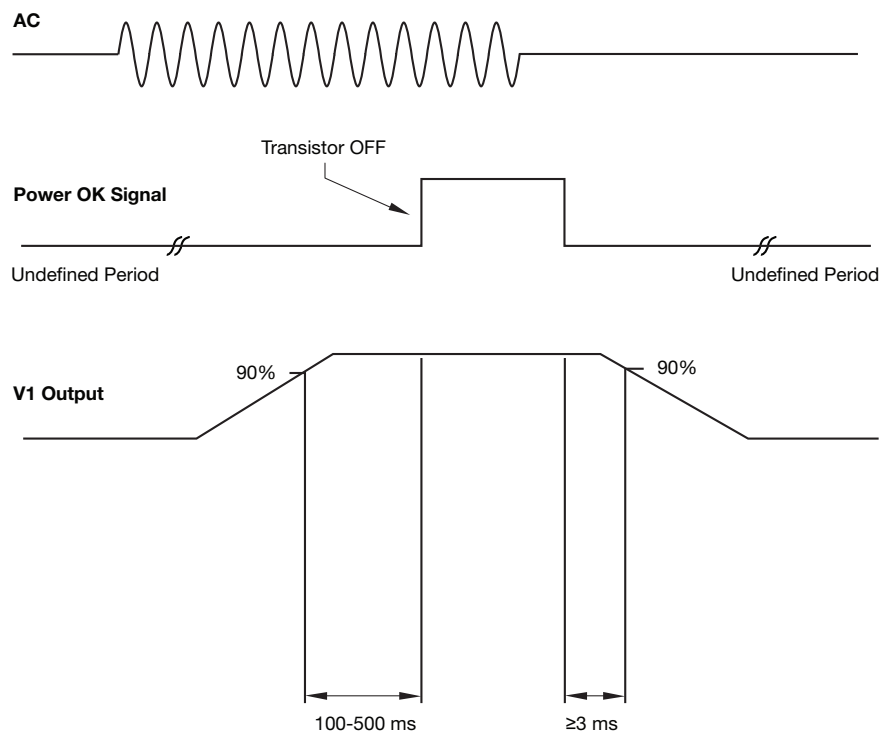 AC
Transistor OFF
Power OK Signal
Undefined Period
Undefined Period
90%
90%
V1 Output
100-500 ms
≥3 ms